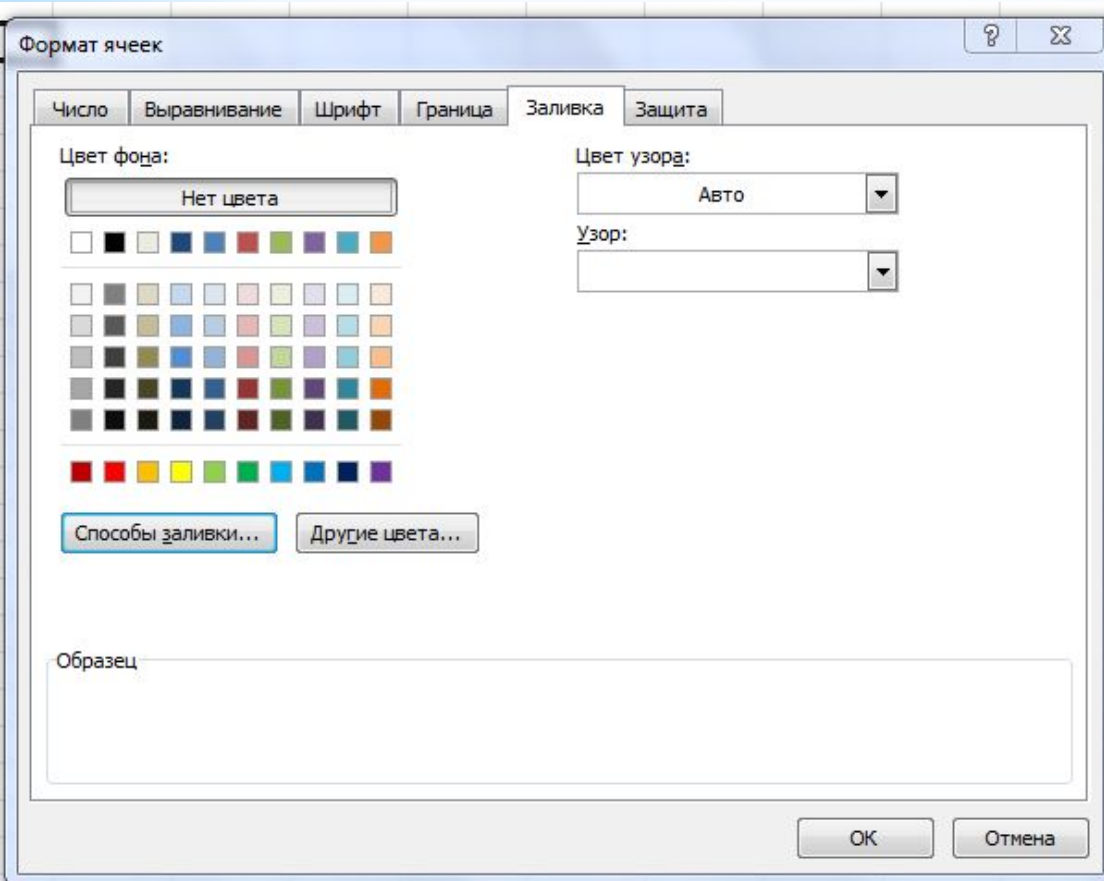 Формат ячеек
Число Выравнивание Шрифт Граница Заливка Защита
Цвет фона:
Нет цвета
Цвет узора:
Авто
Узор:
Способы заливки... Другие цвета...
Образец
ОК Отмена